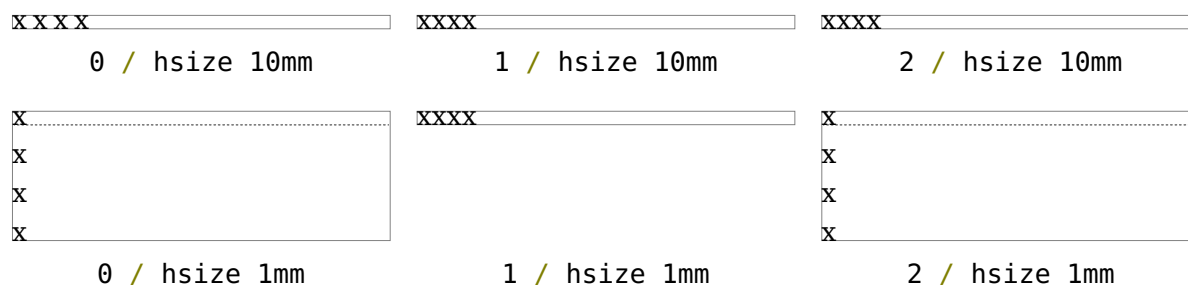 x x x x xxxx xxxx
0 / hsize 10mm 1 / hsize 10mm 2 / hsize 10mm
x xxxx x
x x
x x
x x
0 / hsize 1mm 1 / hsize 1mm 2 / hsize 1mm